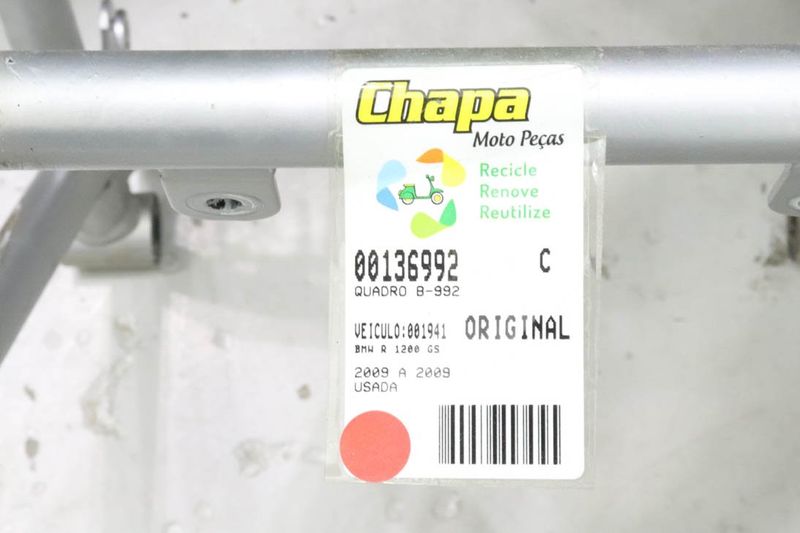 Chapa
Moto Peças
Recicle
Renove
Reutilize
00136992 C
QUADRO B-992
VEICULO:001941 ORIGINAL
BMW R 1200 GS
2009 A 2009
USADA